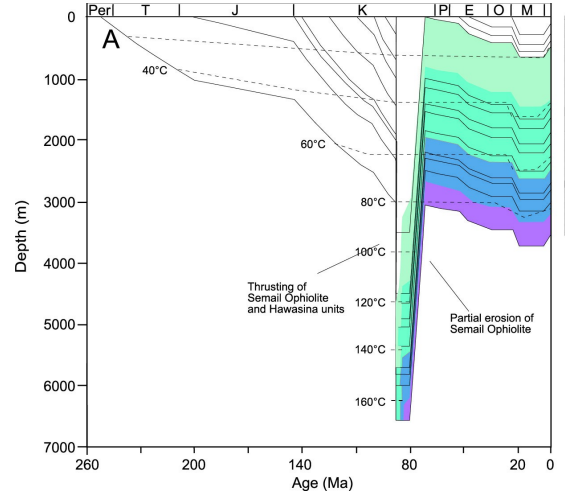 Per T J K P E O M
A
0
1000
2000
3000
4000
5000
6000
7000
Depth (m)
40°C
60°C
80°C
100°C
120°C
140°C
160°C
Thrusting of
Semail Ophiolite
and Hawasina units
Partial erosion of
Semail Ophiolite
260 200 140 80 20 0
Age (Ma)